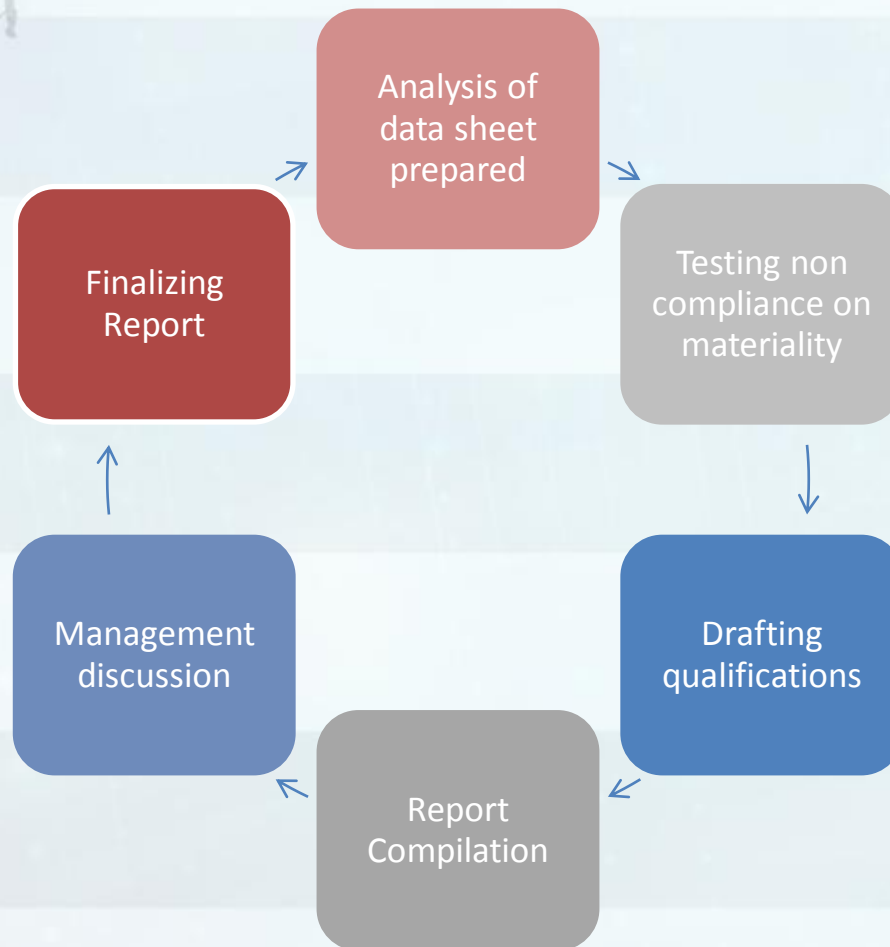 Analysis of
data sheet
prepared
Testing non
compliance on
materiality
Drafting
qualifications
Report
Compilation
Management
discussion
Finalizing
Report